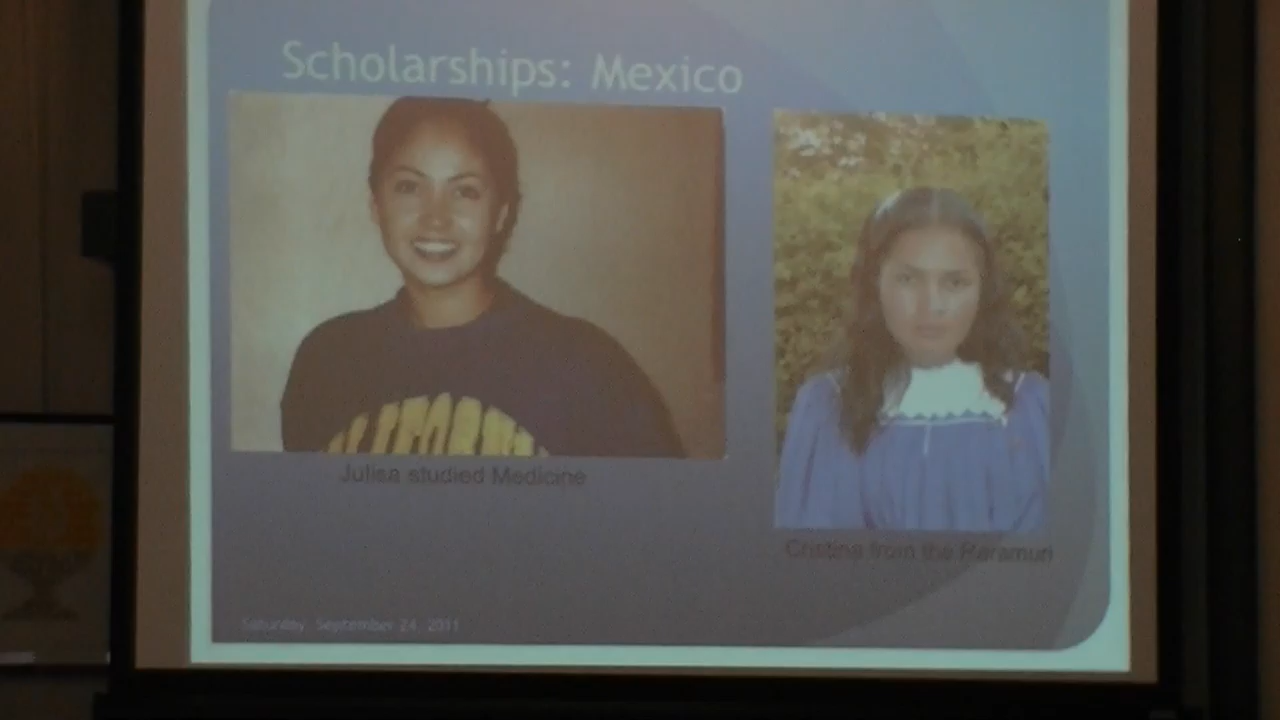 Scholarships: Mexico
Julisa studied Medicine
Cristina from the Raramuri
Saturday, September 24, 2011